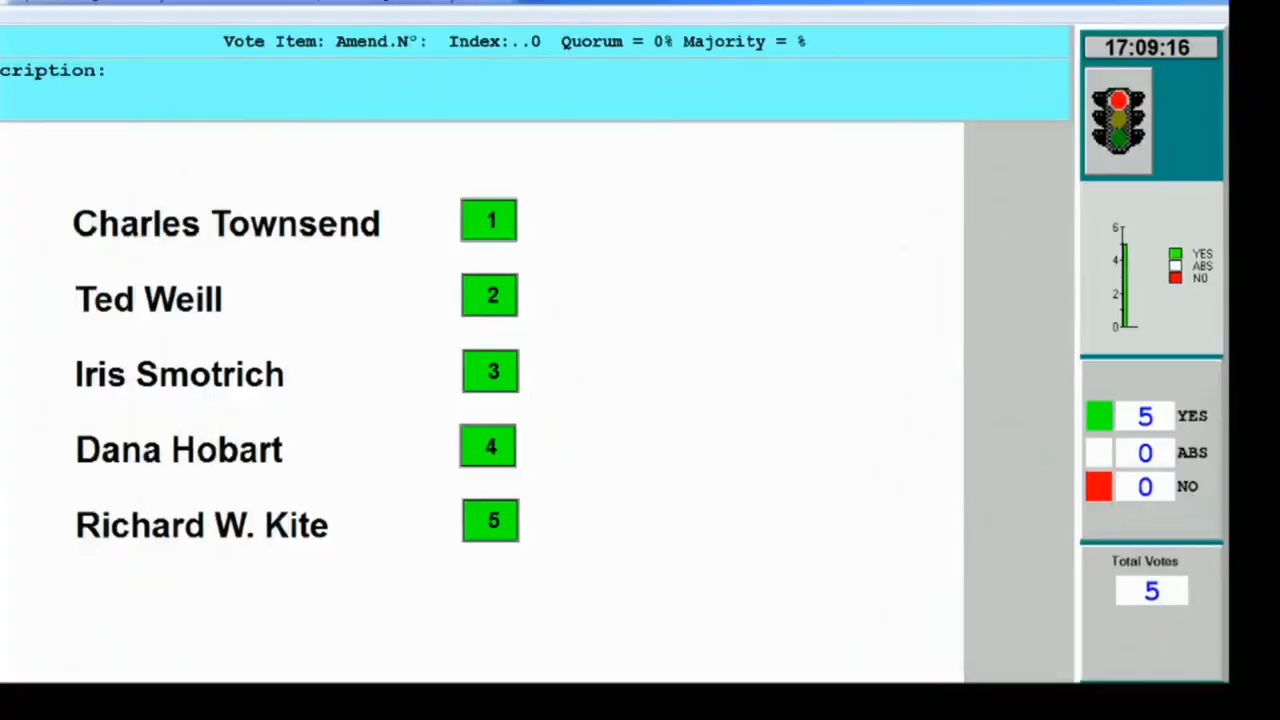 Vote Item: Amend.N°: Index:..0 Quorum = 0% Majority = %
cription:
17:09:16
Charles Townsend 1
Ted Weill 2
Iris Smotrich 3
Dana Hobart 4
Richard W. Kite 5
6
4
2
0
YES
ABS
NO
5 YES
0 ABS
0 NO
Total Votes
5